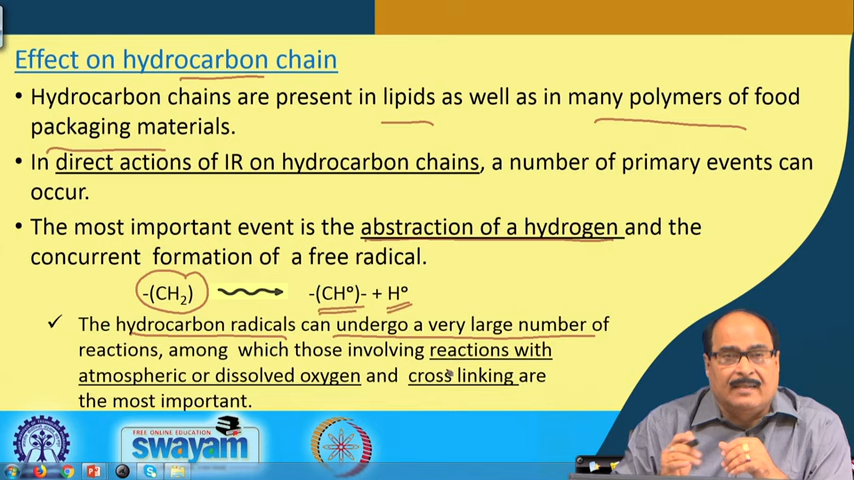 Effect on hydrocarbon chain
• Hydrocarbon chains are present in lipids as well as in many polymers of food
packaging materials.
• In direct actions of IR on hydrocarbon chains, a number of primary events can
occur.
• The most important event is the abstraction of a hydrogen and the
concurrent formation of a free radical.
-(CH₂) -(CH°)- + H°
✓ The hydrocarbon radicals can undergo a very large number of
reactions, among which those involving reactions with
atmospheric or dissolved oxygen and cross linking are
the most important.
FREE ONLINE EDUCATION
swayam